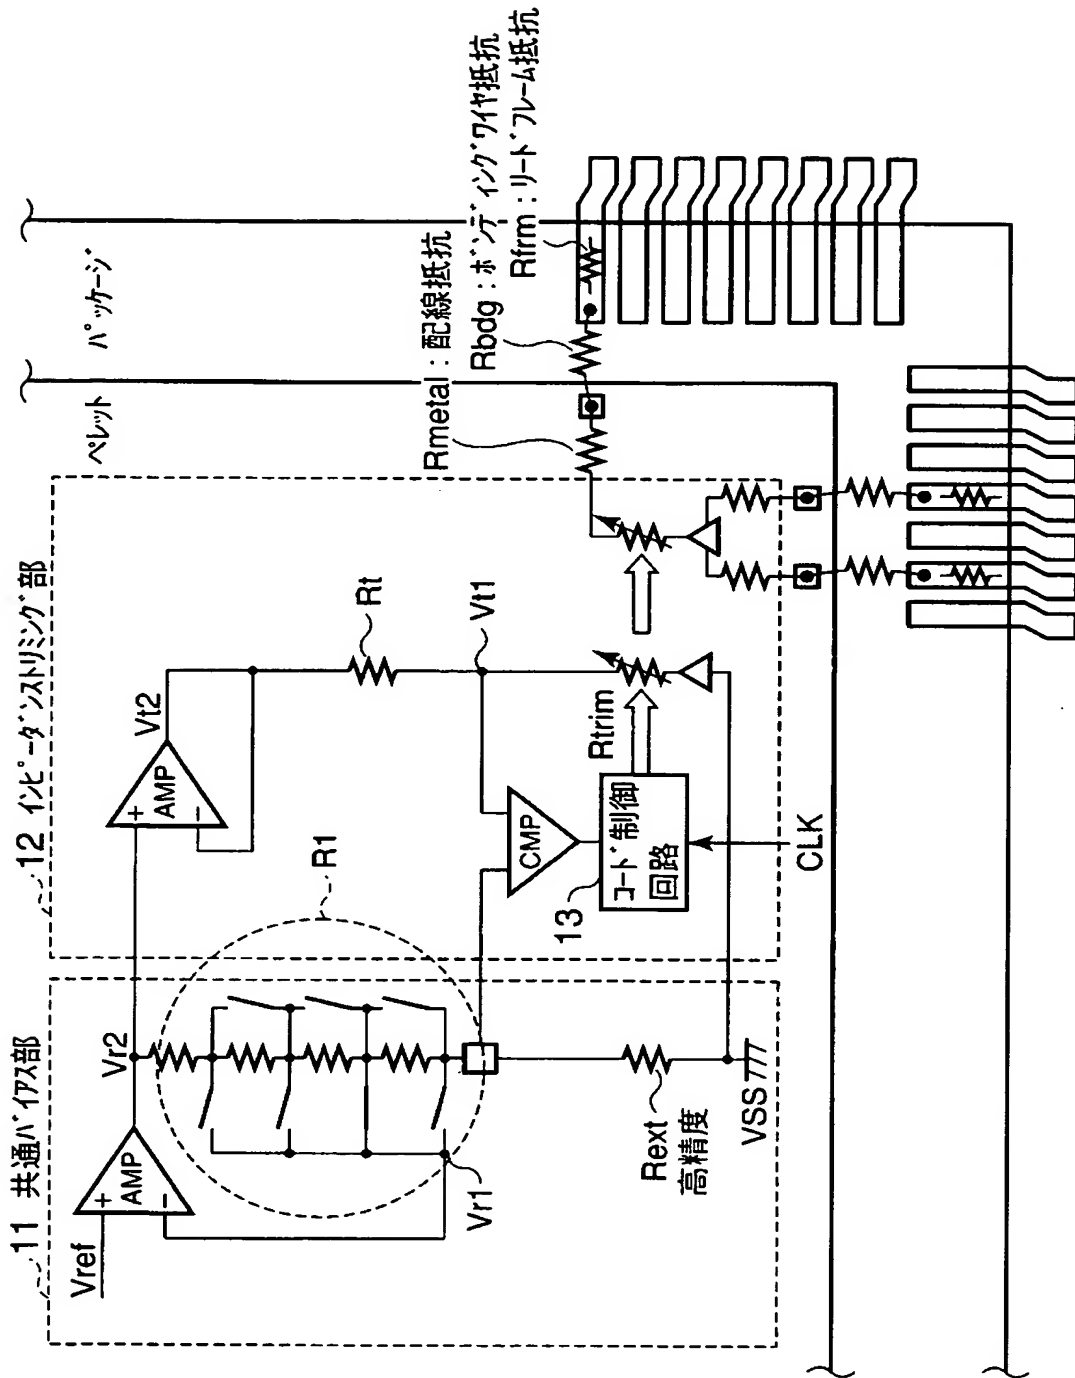 11 共通バイアス部
12 インピーダンストリミング部
ペレット
パッケージ
Vref
AMP
+
−
Vr2
R1
Vr1
Rext
高精度
VSS
AMP
+
−
Vt2
Rt
Vt1
CMP
13
コード制御
回路
Rtrim
CLK
Rmetal：配線抵抗
Rbdg：ボンディングワイヤ抵抗
Rfrm：リードフレーム抵抗